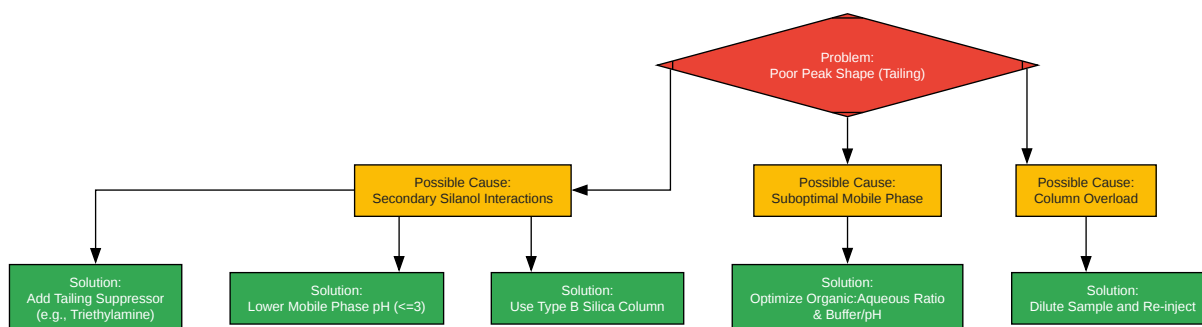 Problem:
Poor Peak Shape (Tailing)
Possible Cause:
Secondary Silanol Interactions
Possible Cause:
Suboptimal Mobile Phase
Possible Cause:
Column Overload
Solution:
Add Tailing Suppressor
(e.g., Triethylamine)
Solution:
Lower Mobile Phase pH (<=3)
Solution:
Use Type B Silica Column
Solution:
Optimize Organic:Aqueous Ratio
& Buffer/pH
Solution:
Dilute Sample and Re-inject